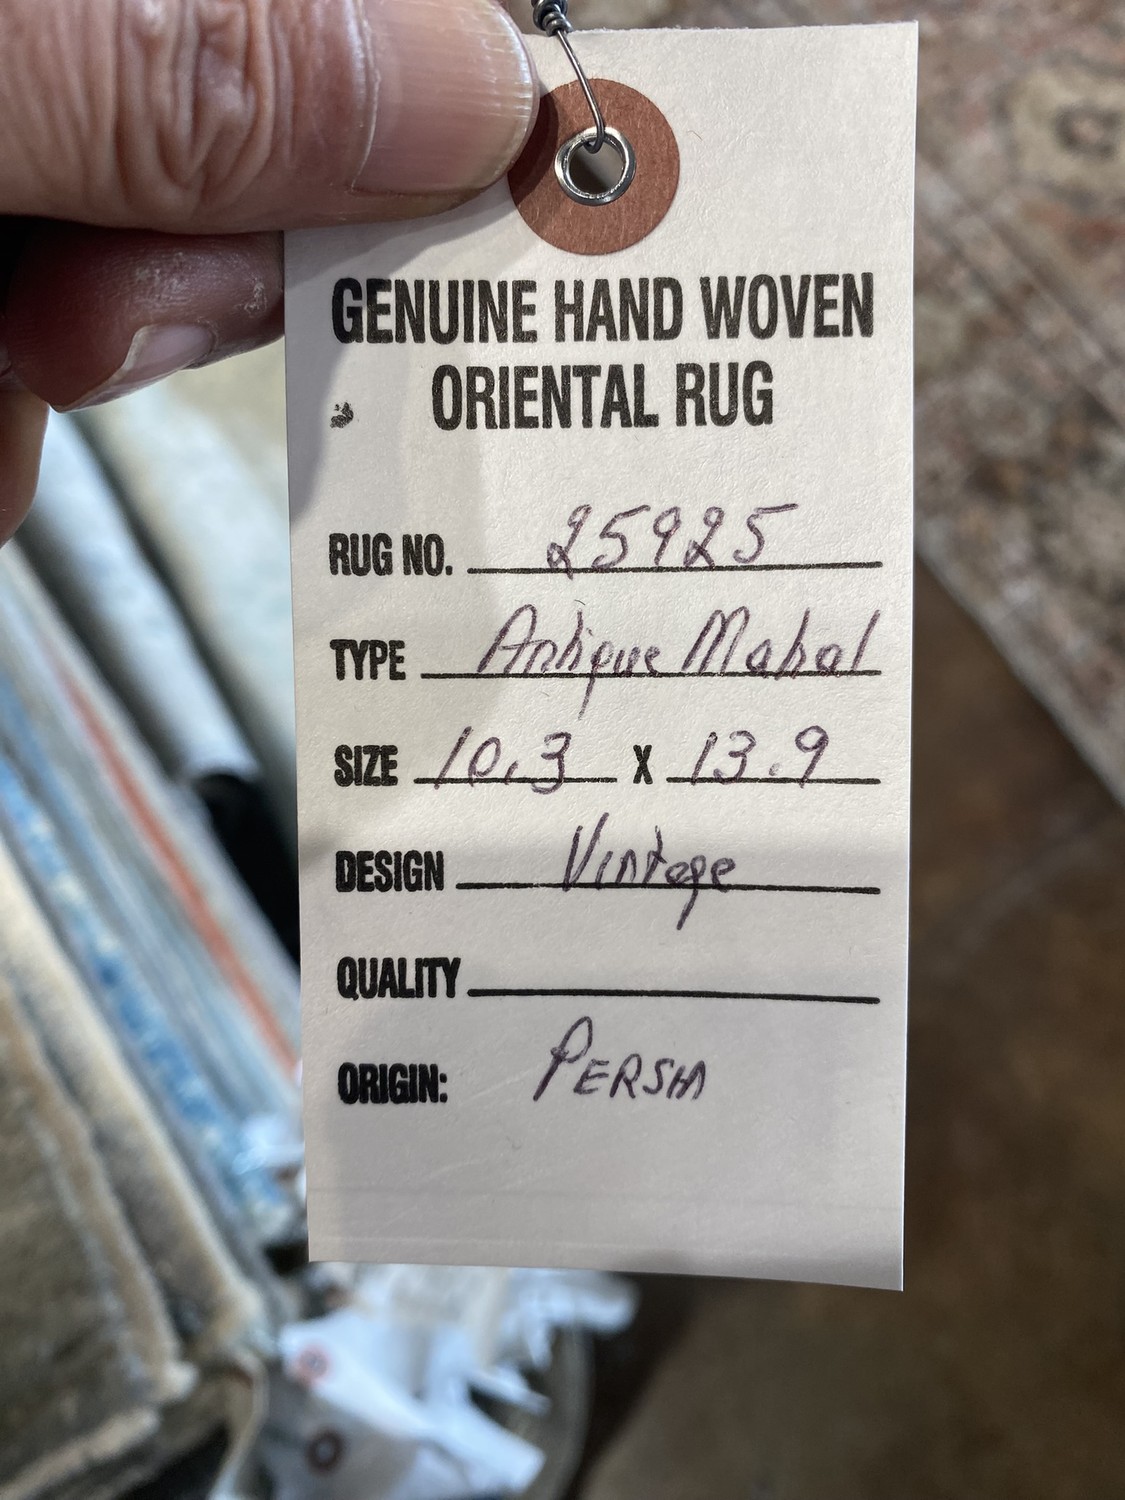 GENUINE HAND WOVEN
ORIENTAL RUG
RUG NO. 25925
TYPE Antique Mahal
SIZE 10.3 X 13.9
DESIGN Vintage
QUALITY
ORIGIN: PERSIA